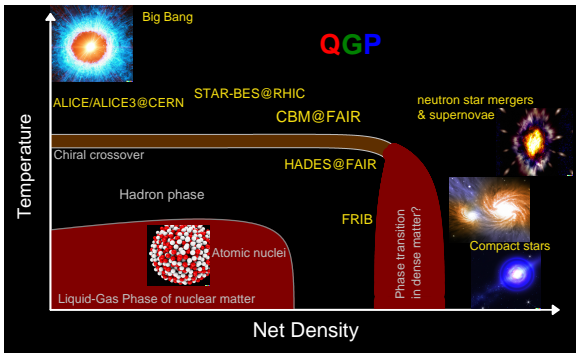 Big Bang
QGP
STAR-BES@RHIC
ALICE/ALICE3@CERN
CBM@FAIR
neutron star mergers
& supernovae
Chiral crossover
HADES@FAIR
Hadron phase
FRIB
Phase transition
in dense matter?
Atomic nuclei
Compact stars
Liquid-Gas Phase of nuclear matter
Temperature
Net Density